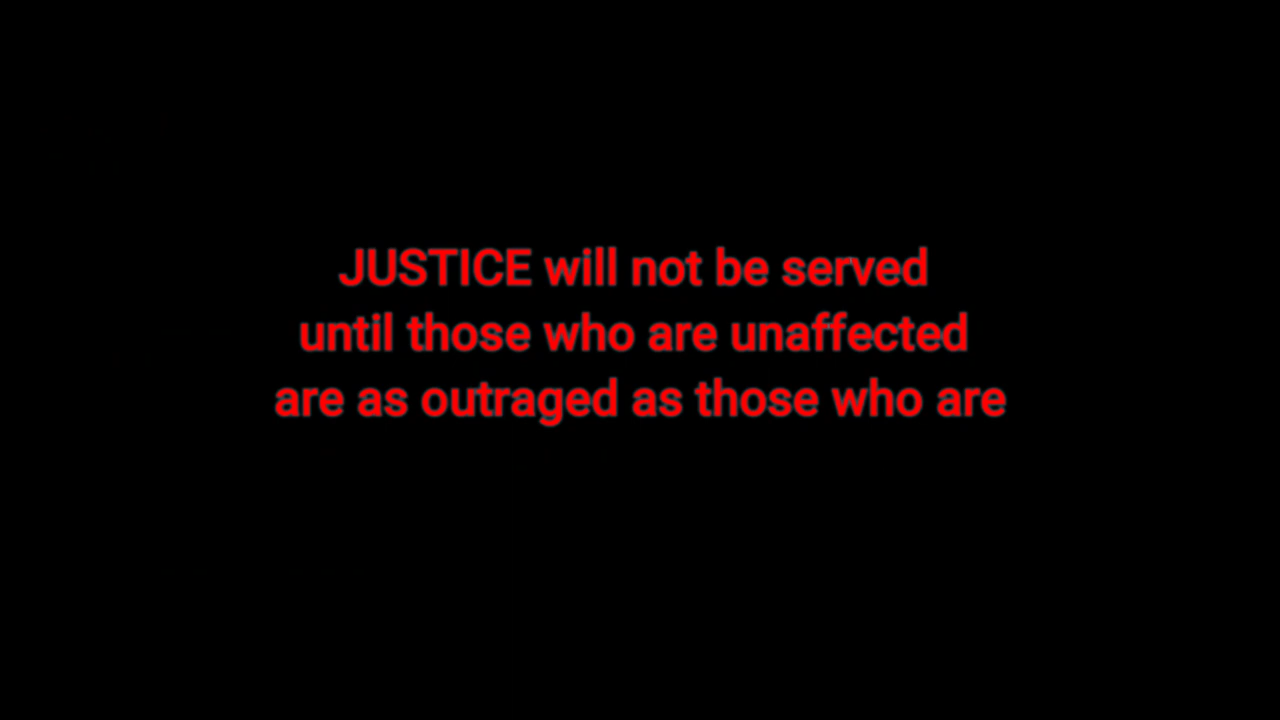 JUSTICE will not be served
until those who are unaffected
are as outraged as those who are